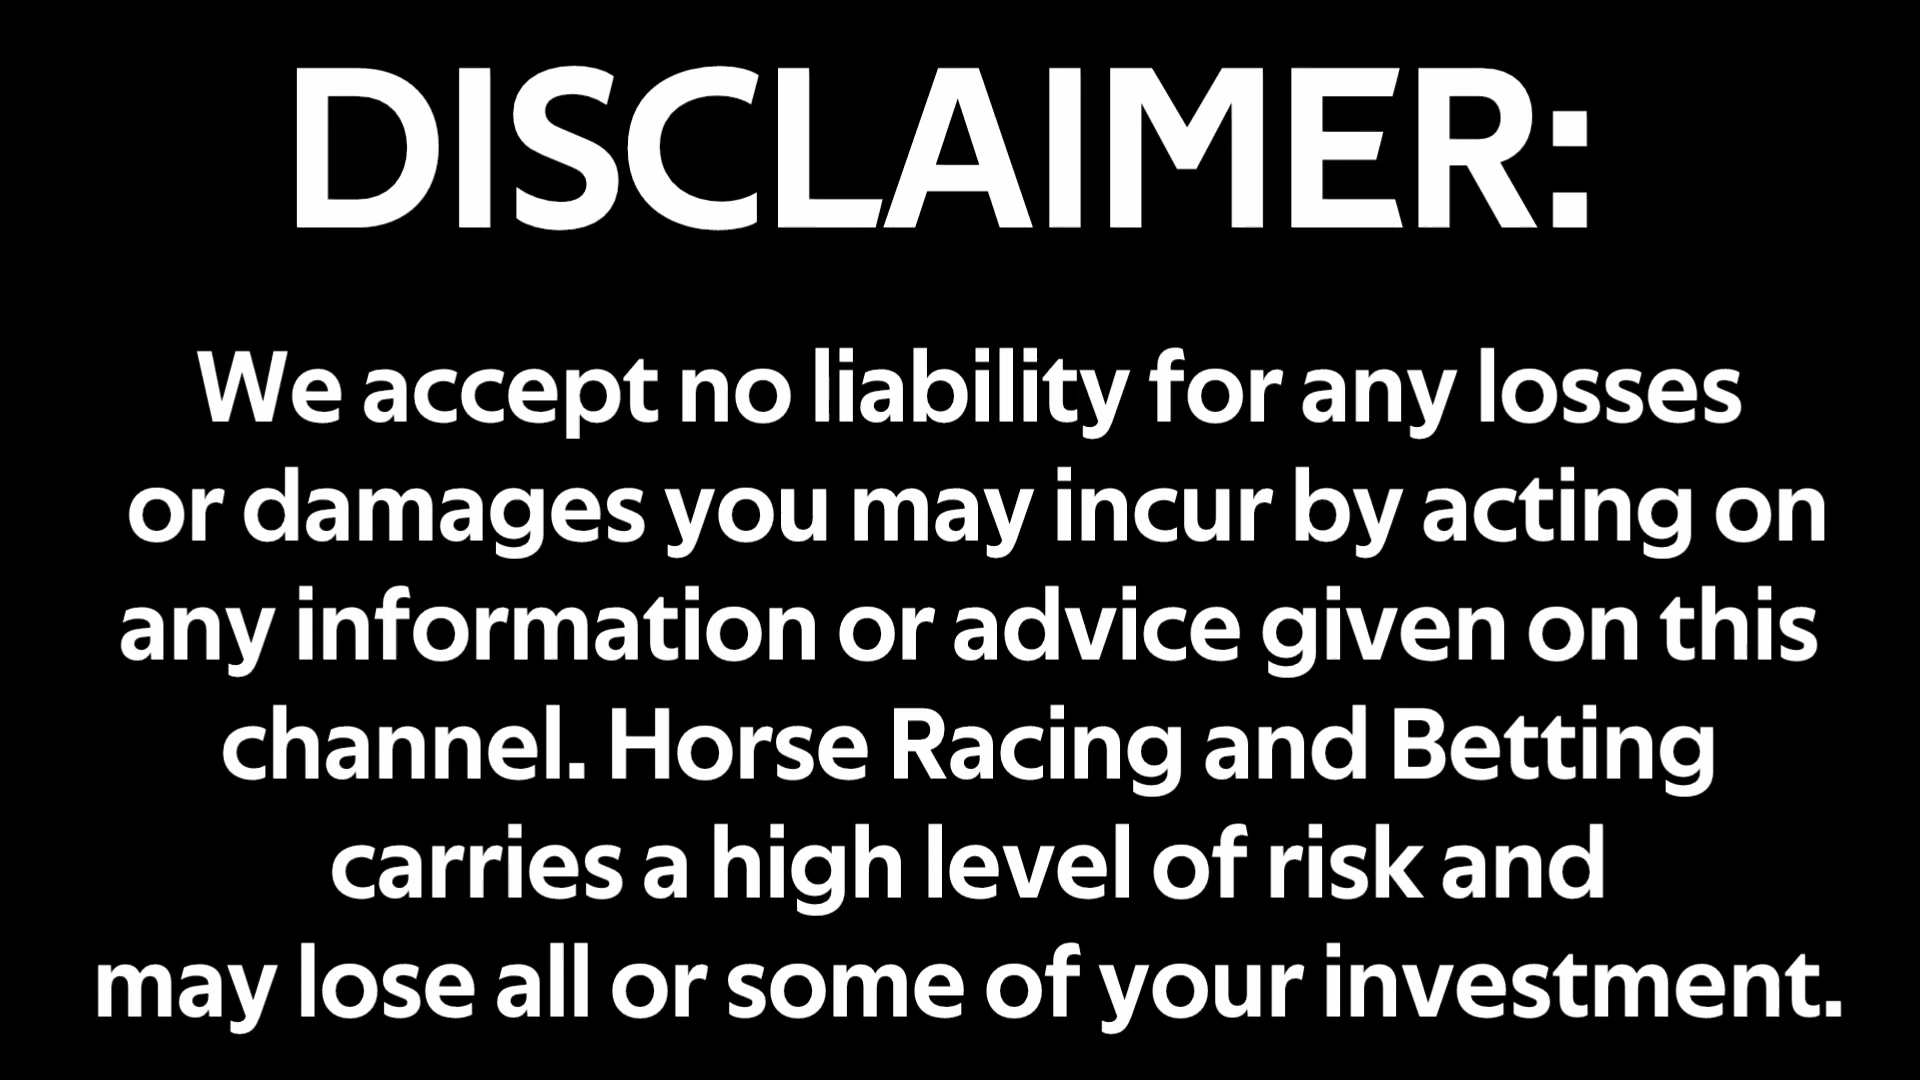 DISCLAIMER:
We accept no liability for any losses
or damages you may incur by acting on
any information or advice given on this
channel. Horse Racing and Betting
carries a high level of risk and
may lose all or some of your investment.